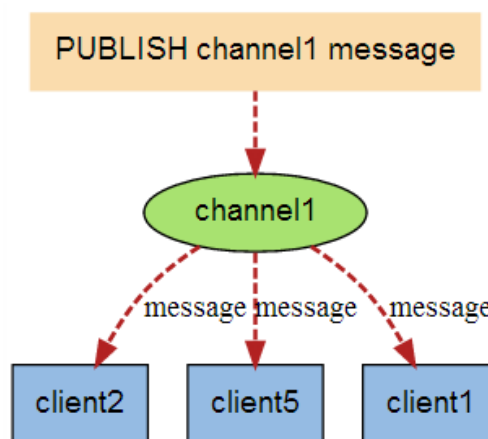 PUBLISH channel1 message
channel1
message message message
client2 client5 client1